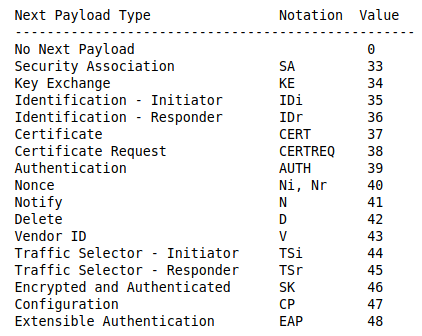 Next Payload Type                Notation  Value
--------------------------------------------------
No Next Payload                             0
Security Association             SA         33
Key Exchange                     KE         34
Identification - Initiator       IDi        35
Identification - Responder       IDr        36
Certificate                      CERT       37
Certificate Request              CERTREQ    38
Authentication                   AUTH       39
Nonce                            Ni, Nr     40
Notify                           N          41
Delete                           D          42
Vendor ID                        V          43
Traffic Selector - Initiator     TSi        44
Traffic Selector - Responder     TSr        45
Encrypted and Authenticated      SK         46
Configuration                    CP         47
Extensible Authentication        EAP        48